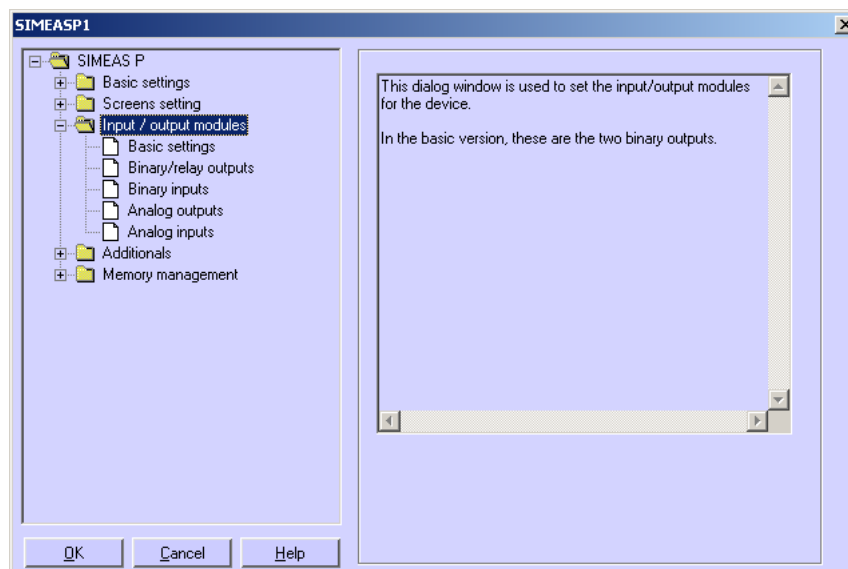 SIMEASP1
SIMEAS P
Basic settings
Screens setting
Input / output modules
Basic settings
Binary/relay outputs
Binary inputs
Analog outputs
Analog inputs
Additionals
Memory management
This dialog window is used to set the input/output modules
for the device.
In the basic version, these are the two binary outputs.
OK
Cancel
Help